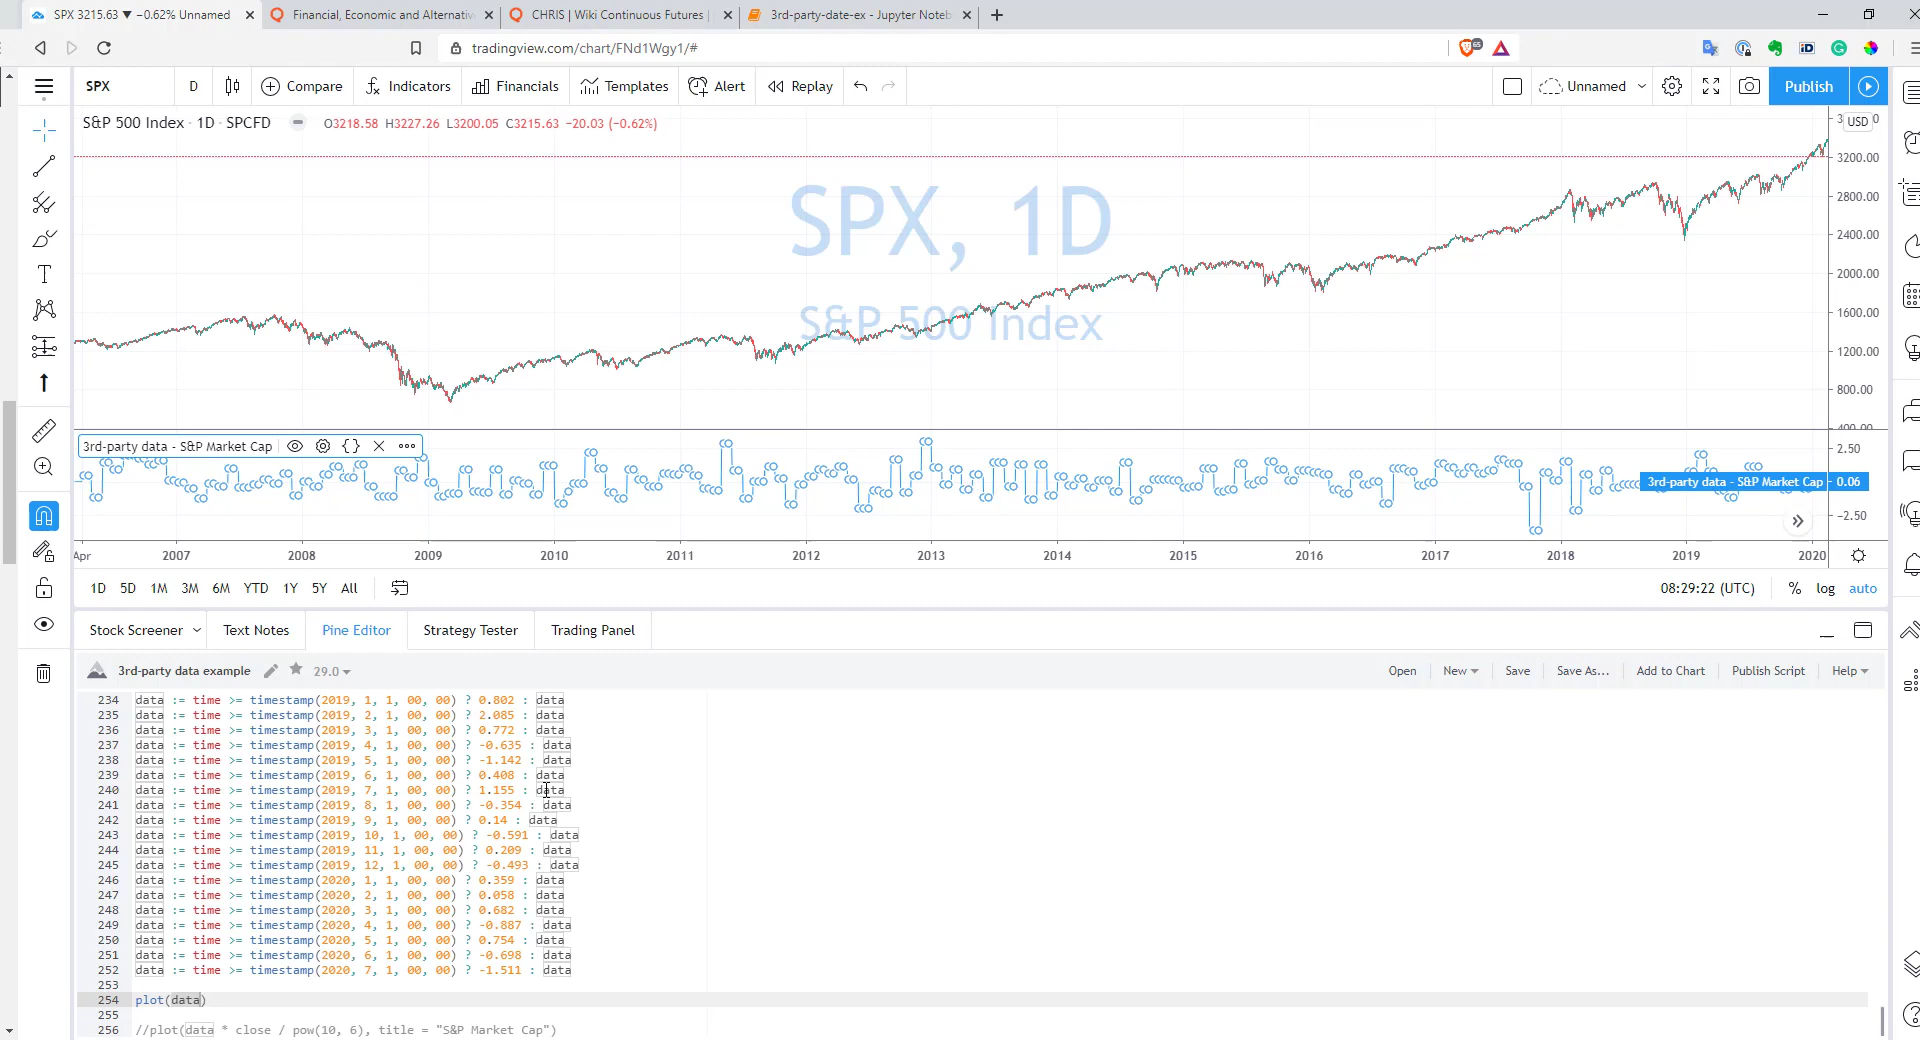 SPX 3215.63 ▼ −0.62% Unnamed
Financial, Economic and Alternativ
CHRIS | Wiki Continuous Futures |
3rd-party-date-ex - Jupyter Noteb
tradingview.com/chart/FNd1Wgy1/#
SPX D Compare Indicators Financials Templates Alert Replay Unnamed Publish
S&P 500 Index · 1D · SPCFD O3218.58 H3227.26 L3200.05 C3215.63 −20.03 (−0.62%)
USD
SPX, 1D
S&P 500 Index
3200.00
2800.00
2400.00
2000.00
1600.00
1200.00
800.00
400.00
3rd-party data - S&P Market Cap
2.50
3rd-party data - S&P Market Cap 0.06
−2.50
Apr 2007 2008 2009 2010 2011 2012 2013 2014 2015 2016 2017 2018 2019 2020
1D 5D 1M 3M 6M YTD 1Y 5Y All 08:29:22 (UTC) % log auto
Stock Screener Text Notes Pine Editor Strategy Tester Trading Panel
3rd-party data example 29.0 Open New Save Save As... Add to Chart Publish Script Help
234 data := time >= timestamp(2019, 1, 1, 00, 00) ? 0.802 : data
235 data := time >= timestamp(2019, 2, 1, 00, 00) ? 2.085 : data
236 data := time >= timestamp(2019, 3, 1, 00, 00) ? 0.772 : data
237 data := time >= timestamp(2019, 4, 1, 00, 00) ? -0.635 : data
238 data := time >= timestamp(2019, 5, 1, 00, 00) ? -1.142 : data
239 data := time >= timestamp(2019, 6, 1, 00, 00) ? 0.408 : data
240 data := time >= timestamp(2019, 7, 1, 00, 00) ? 1.155 : data
241 data := time >= timestamp(2019, 8, 1, 00, 00) ? -0.354 : data
242 data := time >= timestamp(2019, 9, 1, 00, 00) ? 0.14 : data
243 data := time >= timestamp(2019, 10, 1, 00, 00) ? -0.591 : data
244 data := time >= timestamp(2019, 11, 1, 00, 00) ? 0.209 : data
245 data := time >= timestamp(2019, 12, 1, 00, 00) ? -0.493 : data
246 data := time >= timestamp(2020, 1, 1, 00, 00) ? 0.359 : data
247 data := time >= timestamp(2020, 2, 1, 00, 00) ? 0.058 : data
248 data := time >= timestamp(2020, 3, 1, 00, 00) ? 0.682 : data
249 data := time >= timestamp(2020, 4, 1, 00, 00) ? -0.887 : data
250 data := time >= timestamp(2020, 5, 1, 00, 00) ? 0.754 : data
251 data := time >= timestamp(2020, 6, 1, 00, 00) ? -0.698 : data
252 data := time >= timestamp(2020, 7, 1, 00, 00) ? -1.511 : data
253
254 plot(data)
255
256 //plot(data * close / pow(10, 6), title = "S&P Market Cap")